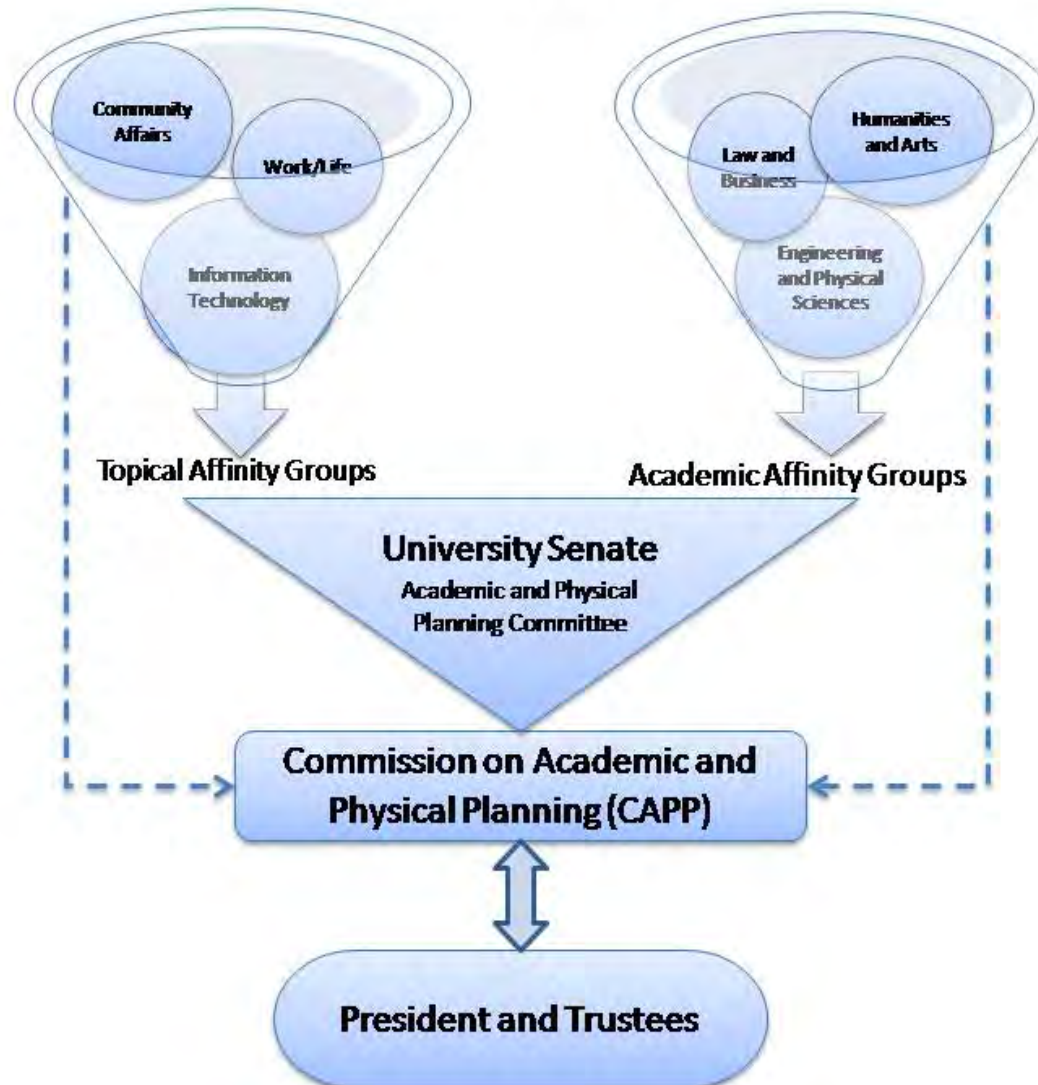 Community
Affairs
Work/Life
Information
Technology
Humanities
and Arts
Law and
Business
Engineering
and Physical
Sciences
Topical Affinity Groups
Academic Affinity Groups
University Senate
Academic and Physical
Planning Committee
Commission on Academic and
Physical Planning (CAPP)
President and Trustees